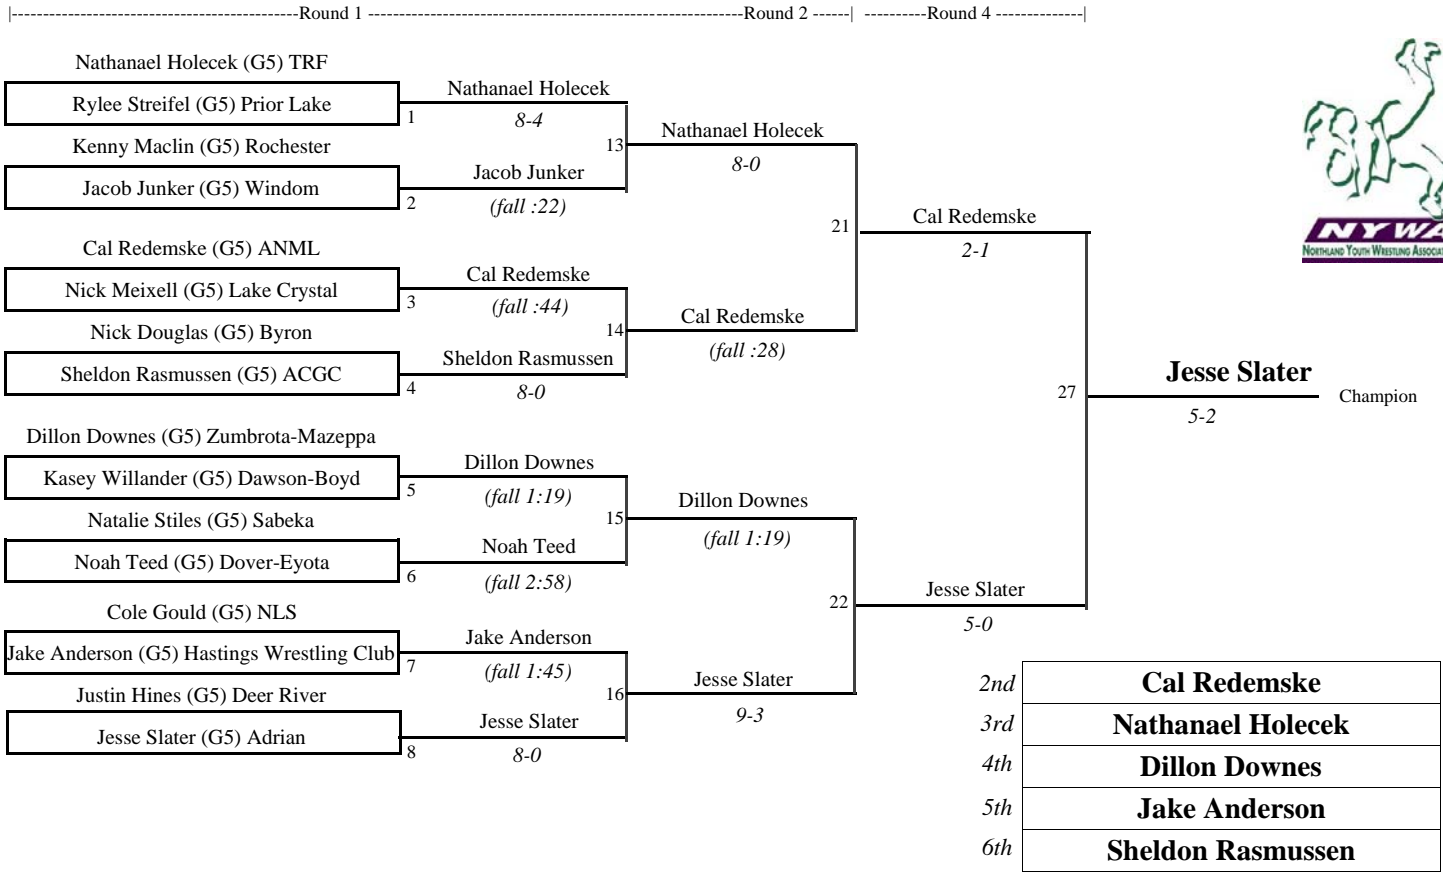 |----------------------------------------------Round 1 ------------------------------------------------------------Round 2 ------| ----------Round 4 --------------|
Nathanael Holecek (G5) TRF
Rylee Streifel (G5) Prior Lake
1
Nathanael Holecek
8-4
Kenny Maclin (G5) Rochester
Jacob Junker (G5) Windom
2
Jacob Junker
(fall :22)
13
Nathanael Holecek
8-0
Cal Redemske (G5) ANML
Nick Meixell (G5) Lake Crystal
3
Cal Redemske
(fall :44)
Nick Douglas (G5) Byron
Sheldon Rasmussen (G5) ACGC
4
Sheldon Rasmussen
8-0
14
Cal Redemske
(fall :28)
21
Cal Redemske
2-1
Dillon Downes (G5) Zumbrota-Mazeppa
Kasey Willander (G5) Dawson-Boyd
5
Dillon Downes
(fall 1:19)
Natalie Stiles (G5) Sabeka
Noah Teed (G5) Dover-Eyota
6
Noah Teed
(fall 2:58)
15
Dillon Downes
(fall 1:19)
Cole Gould (G5) NLS
Jake Anderson (G5) Hastings Wrestling Club
7
Jake Anderson
(fall 1:45)
Justin Hines (G5) Deer River
Jesse Slater (G5) Adrian
8
Jesse Slater
8-0
16
Jesse Slater
9-3
22
Jesse Slater
5-0
27
Jesse Slater
Champion
5-2
NYWA
NORTHLAND YOUTH WRESTLING
2nd Cal Redemske
3rd Nathanael Holecek
4th Dillon Downes
5th Jake Anderson
6th Sheldon Rasmussen